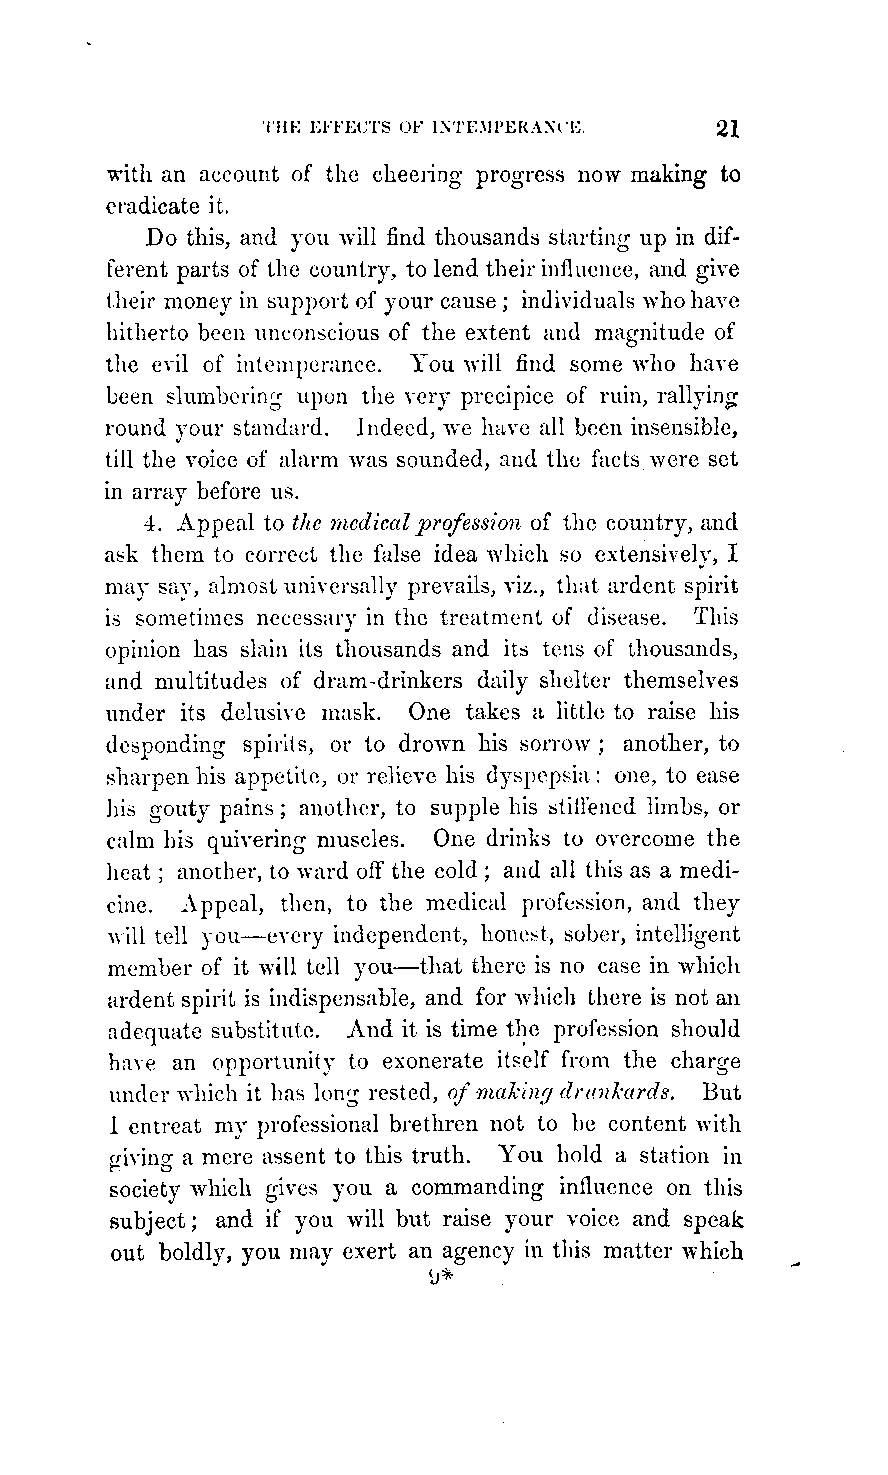 THE EFFECTS OF INTEMPERANCE. 21
with an account of the cheering progress now making to
eradicate it.
Do this, and you will find thousands starting up in dif-
ferent parts of the country, to lend their influence, and give
their money in support of your cause; individuals who have
hitherto been unconscious of the extent and magnitude of
the evil of intemperance. You will find some who have
been slumbering upon the very precipice of ruin, rallying
round your standard. Indeed, we have all been insensible,
till the voice of alarm was sounded, and the facts were set
in array before us.
4. Appeal to the medical profession of the country, and
ask them to correct the false idea which so extensively, I
may say, almost universally prevails, viz., that ardent spirit
is sometimes necessary in the treatment of disease. This
opinion has slain its thousands and its tens of thousands,
and multitudes of dram-drinkers daily shelter themselves
under its delusive mask. One takes a little to raise his
desponding spirits, or to drown his sorrow; another, to
sharpen his appetite, or relieve his dyspepsia: one, to ease
his gouty pains; another, to supple his stiffened limbs, or
calm his quivering muscles. One drinks to overcome the
heat; another, to ward off the cold; and all this as a medi-
cine. Appeal, then, to the medical profession, and they
will tell you—every independent, honest, sober, intelligent
member of it will tell you—that there is no case in which
ardent spirit is indispensable, and for which there is not an
adequate substitute. And it is time the profession should
have an opportunity to exonerate itself from the charge
under which it has long rested, of making drunkards. But
I entreat my professional brethren not to be content with
giving a mere assent to this truth. You hold a station in
society which gives you a commanding influence on this
subject; and if you will but raise your voice and speak
out boldly, you may exert an agency in this matter which